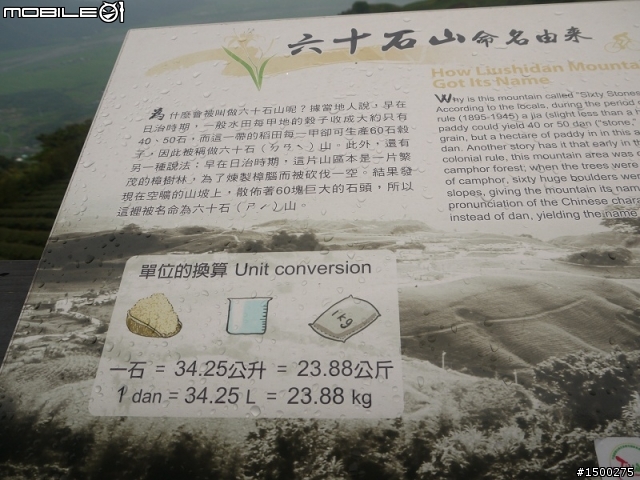 MOBILE01
六十石山命名由來
為什麼會被叫做六十石山呢？據當地人說，早在
日治時期，一般水田每甲地的穀子收成大約只有
40、50石，而這一帶的稻田每一甲卻可生產60石穀
子，因此被稱做六十石(ㄉㄢˋ)山。此外，還有
另一種說法：早在日治時期，這片山區本是一片繁
茂的樟樹林，為了煉製樟腦而被砍伐一空。結果發
現在空曠的山坡上，散佈著60塊巨大的石頭，所以
這裡被命名為六十石(ㄕˊ)山。
How Liushidan Mounta
Got Its Name
Why is this mountain called "Sixty Stones
According to the locals, during the period
rule (1895-1945) a jia (slightly less than a h
paddy could yield 40 or 50 dan ("stone,"
grain, but a hectare of paddy in this
dan. Another story has it that early in the
colonial rule, this mountain area was
camphor forest; when the trees were
of camphor, sixty huge boulders were
slopes, giving the mountain its nam
pronunciation of the Chinese chara
instead of dan, yielding the name
單位的換算 Unit conversion
1kg
一石 = 34.25公升 = 23.88公斤
1 dan = 34.25 L = 23.88 kg
#1500275